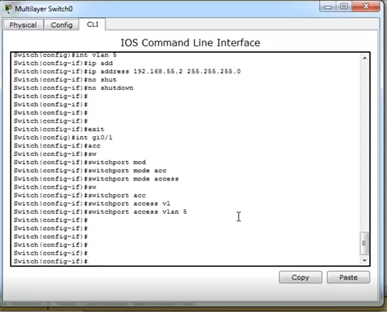 Multilayer Switch0
Physical Config CLI
IOS Command Line Interface
Switch(config)#int vlan 5
Switch(config-if)#ip add
Switch(config-if)#ip address 192.168.55.2 255.255.255.0
Switch(config-if)#no shut
Switch(config-if)#no shutdown
Switch(config-if)#
Switch(config-if)#
Switch(config-if)#
Switch(config-if)#
Switch(config-if)#exit
Switch(config)#int gi0/1
Switch(config-if)#acc
Switch(config-if)#sw
Switch(config-if)#switchport mod
Switch(config-if)#switchport mode acc
Switch(config-if)#switchport mode access
Switch(config-if)#sw
Switch(config-if)#switchport acc
Switch(config-if)#switchport access vl
Switch(config-if)#switchport access vlan 5
Switch(config-if)#
Switch(config-if)#
Switch(config-if)#
Switch(config-if)#
Switch(config-if)#
Copy Paste